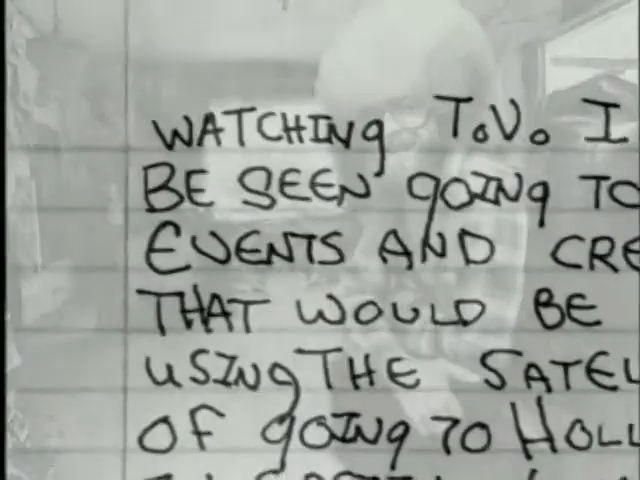 WATCHINg T.V. I
BE SEEN gOINg TO
EVENTS AND CRE
THAT WOULD BE
USINg THE SATEL
OF gOINg TO HOLL